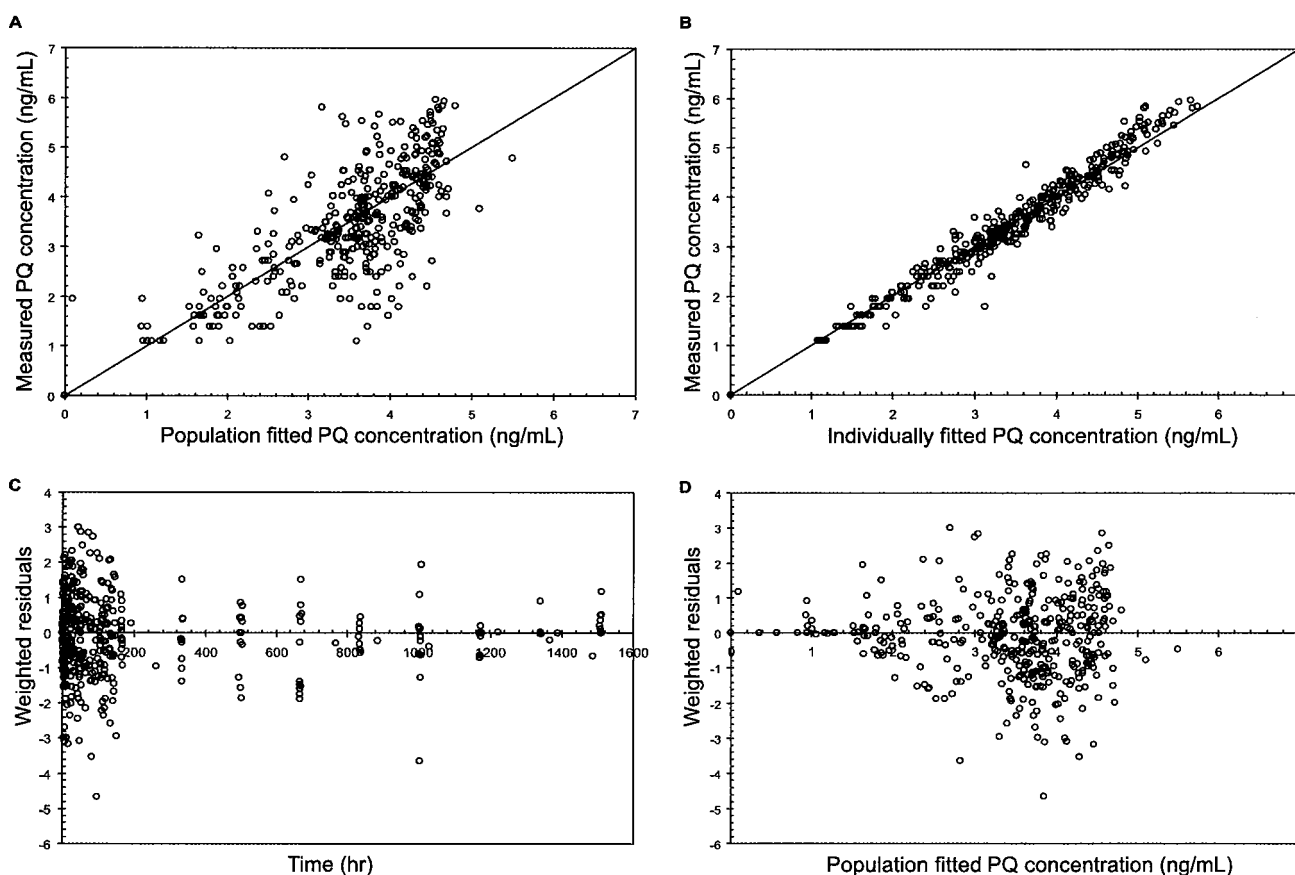 A
Measured PQ concentration (ng/mL)
7
6
5
4
3
2
1
0
0 1 2 3 4 5 6 7
Population fitted PQ concentration (ng/mL)
B
Measured PQ concentration (ng/mL)
7
6
5
4
3
2
1
0
0 1 2 3 4 5 6
Individually fitted PQ concentration (ng/mL)
C
Weighted residuals
4
3
2
1
0
-1
-2
-3
-4
-5
-6
200 400 600 800 1000 1200 1400 1600
Time (hr)
D
Weighted residuals
4
3
2
1
0
-1
-2
-3
-4
-5
-6
0 1 2 3 4 5 6
Population fitted PQ concentration (ng/mL)